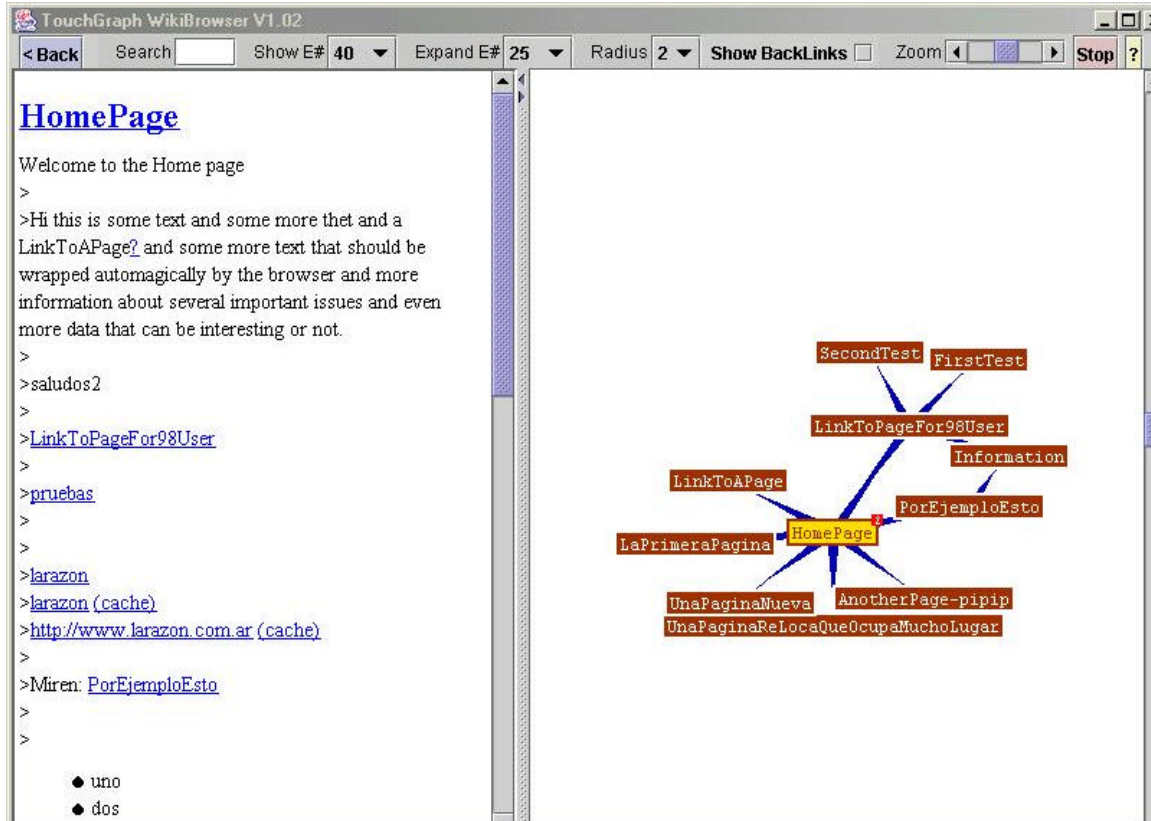 TouchGraph WikiBrowser V1.02
< Back Search Show E# 40 Expand E# 25 Radius 2 Show BackLinks Zoom Stop ?
HomePage
Welcome to the Home page
>
>Hi this is some text and some more thet and a
LinkToAPage? and some more text that should be
wrapped automagically by the browser and more
information about several important issues and even
more data that can be interesting or not.
>
>saludos2
>
>LinkToPageFor98User
>
>pruebas
>
>
>larazon
>larazon (cache)
>http://www.larazon.com.ar (cache)
>
>Miren: PorEjemploEsto
>
>
uno
dos
SecondTest
FirstTest
LinkToPageFor98User
Information
LinkToAPage
PorEjemploEsto
HomePage
2
LaPrimeraPagina
UnaPaginaNueva
AnotherPage-pipip
UnaPaginaReLocaQueOcupaMuchoLugar